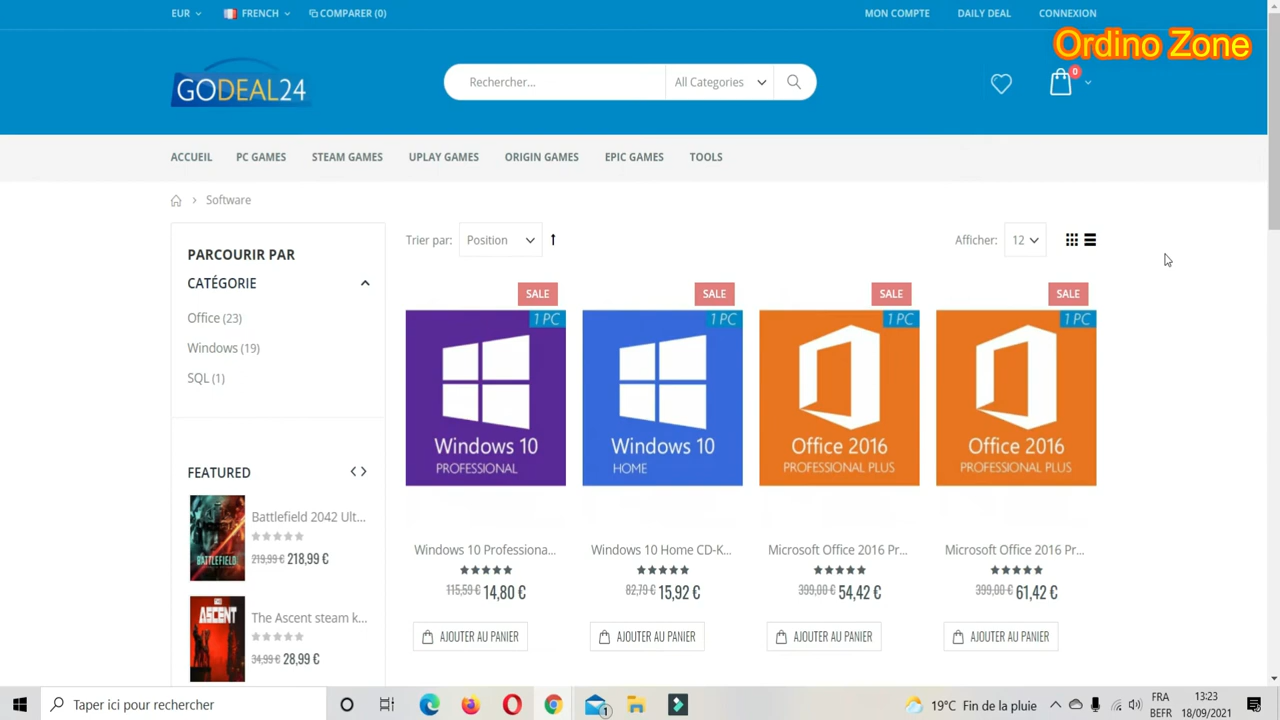 EUR
FRENCH
COMPARER (0)
MON COMPTE
DAILY DEAL
CONNEXION
Ordino Zone
GODEAL24
Rechercher...
All Categories
0
ACCUEIL
PC GAMES
STEAM GAMES
UPLAY GAMES
ORIGIN GAMES
EPIC GAMES
TOOLS
Software
PARCOURIR PAR
CATÉGORIE
Office (23)
Windows (19)
SQL (1)
FEATURED
BATTLEFIELD
Battlefield 2042 Ult...
219,99 € 218,99 €
THE ASCENT
The Ascent steam k...
34,99 € 28,99 €
Trier par: Position
Afficher: 12
SALE
1 PC
Windows 10
PROFESSIONAL
Windows 10 Professiona...
115,59 € 14,80 €
AJOUTER AU PANIER
SALE
1 PC
Windows 10
HOME
Windows 10 Home CD-K...
82,79 € 15,92 €
AJOUTER AU PANIER
SALE
1 PC
Office 2016
PROFESSIONAL PLUS
Microsoft Office 2016 Pr...
399,00 € 54,42 €
AJOUTER AU PANIER
SALE
1 PC
Office 2016
PROFESSIONAL PLUS
Microsoft Office 2016 Pr...
399,00 € 61,42 €
AJOUTER AU PANIER
Taper ici pour rechercher
1
19°C Fin de la pluie
FRA
BEFR
13:23
18/09/2021